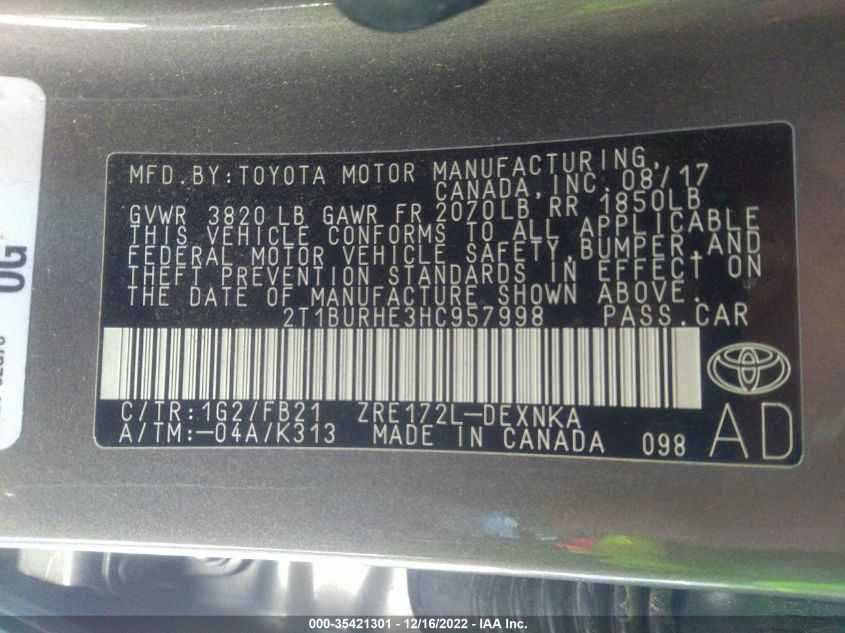 MFD.BY:TOYOTA MOTOR MANUFACTURING,
CANADA,INC. 08/17
GVWR 3820 LB GAWR FR 2070LB,RR 1850LB
THIS VEHICLE CONFORMS TO ALL APPLICABLE
FEDERAL MOTOR VEHICLE SAFETY,BUMPER,AND
THEFT PREVENTION STANDARDS IN EFFECT ON
THE DATE OF MANUFACTURE SHOWN ABOVE.
2T1BURHE3HC957998 PASS.CAR
C/TR:1G2/FB21 ZRE172L-DEXNKA
A/TM:-04A/K313 MADE IN CANADA 098
AD
000-35421301 - 12/16/2022 - IAA Inc.